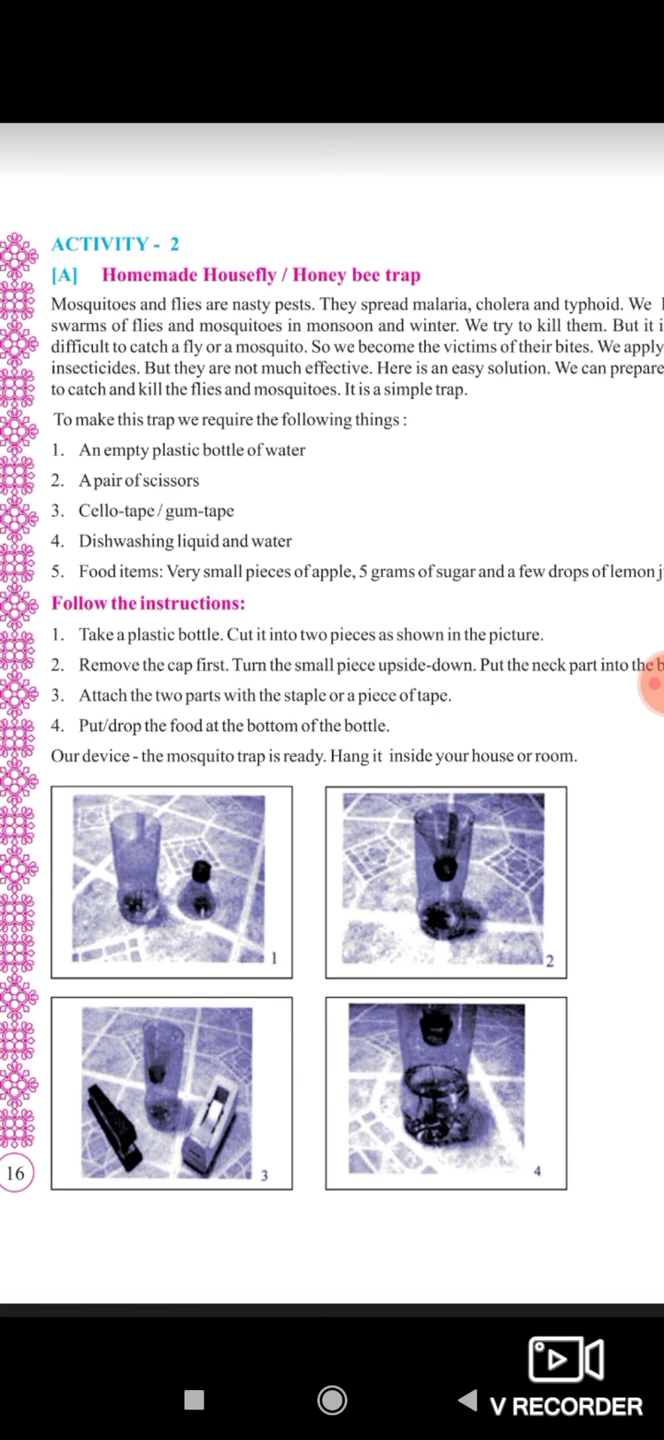 ACTIVITY - 2
[A] Homemade Housefly / Honey bee trap
Mosquitoes and flies are nasty pests. They spread malaria, cholera and typhoid. We
swarms of flies and mosquitoes in monsoon and winter. We try to kill them. But it i
difficult to catch a fly or a mosquito. So we become the victims of their bites. We apply
insecticides. But they are not much effective. Here is an easy solution. We can prepare
to catch and kill the flies and mosquitoes. It is a simple trap.
To make this trap we require the following things :
1. An empty plastic bottle of water
2. A pair of scissors
3. Cello-tape / gum-tape
4. Dishwashing liquid and water
5. Food items: Very small pieces of apple, 5 grams of sugar and a few drops of lemon j
Follow the instructions:
1. Take a plastic bottle. Cut it into two pieces as shown in the picture.
2. Remove the cap first. Turn the small piece upside-down. Put the neck part into the b
3. Attach the two parts with the staple or a piece of tape.
4. Put/drop the food at the bottom of the bottle.
Our device - the mosquito trap is ready. Hang it inside your house or room.
1
2
3
4
16
V RECORDER